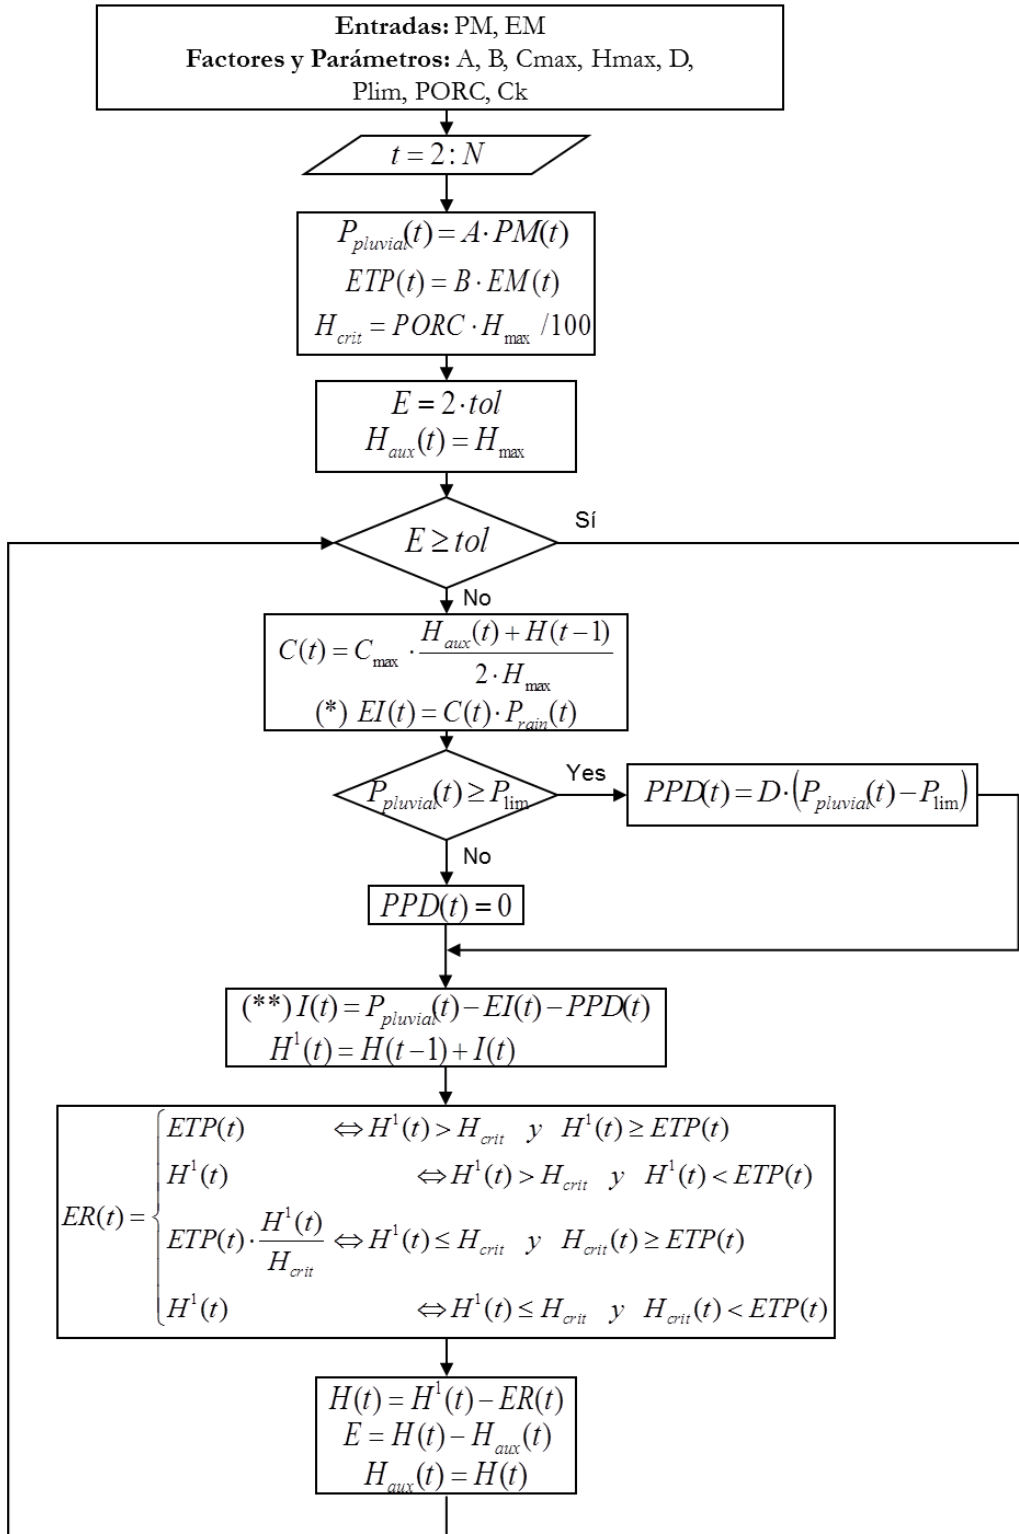 Entradas: PM, EM
Factores y Parámetros: A, B, Cmax, Hmax, D,
Plim, PORC, Ck
t = 2 : N
P_pluvial(t) = A · PM(t)
ETP(t) = B · EM(t)
H_crit = PORC · H_max /100
E = 2 · tol
H_aux(t) = H_max
Sí
E ≥ tol
No
C(t) = C_max · (H_aux(t) + H(t−1)) / (2 · H_max)
(*) EI(t) = C(t) · P_rain(t)
P_pluvial(t) ≥ P_lim
Yes
PPD(t) = D · (P_pluvial(t) − P_lim)
No
PPD(t) = 0
(**) I(t) = P_pluvial(t) − EI(t) − PPD(t)
H¹(t) = H(t−1) + I(t)
ER(t) = {
ETP(t) ⇔ H¹(t) > H_crit y H¹(t) ≥ ETP(t)
H¹(t) ⇔ H¹(t) > H_crit y H¹(t) < ETP(t)
ETP(t) · H¹(t) / H_crit ⇔ H¹(t) ≤ H_crit y H_crit(t) ≥ ETP(t)
H¹(t) ⇔ H¹(t) ≤ H_crit y H_crit(t) < ETP(t)
H(t) = H¹(t) − ER(t)
E = H(t) − H_aux(t)
H_aux(t) = H(t)